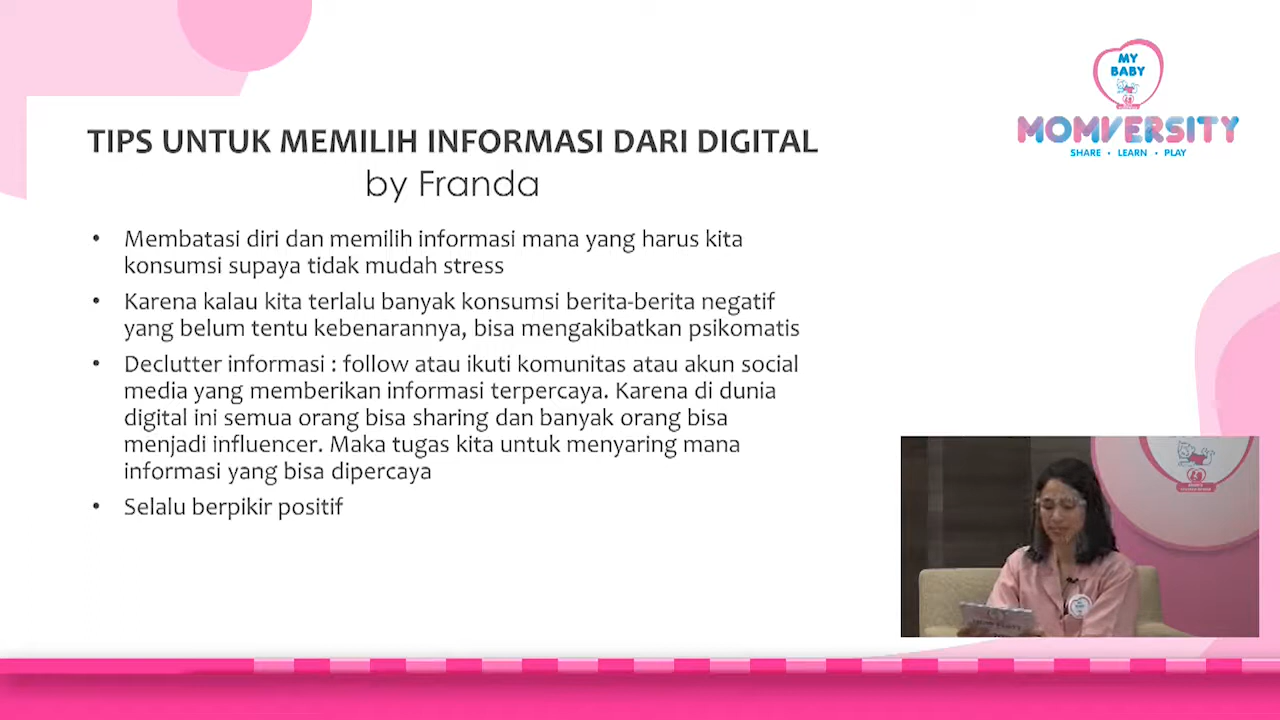 MY
BABY
MOMVERSITY
SHARE • LEARN • PLAY
TIPS UNTUK MEMILIH INFORMASI DARI DIGITAL
by Franda
• Membatasi diri dan memilih informasi mana yang harus kita
konsumsi supaya tidak mudah stress
• Karena kalau kita terlalu banyak konsumsi berita-berita negatif
yang belum tentu kebenarannya, bisa mengakibatkan psikomatis
• Declutter informasi : follow atau ikuti komunitas atau akun social
media yang memberikan informasi terpercaya. Karena di dunia
digital ini semua orang bisa sharing dan banyak orang bisa
menjadi influencer. Maka tugas kita untuk menyaring mana
informasi yang bisa dipercaya
• Selalu berpikir positif
MY
BABY